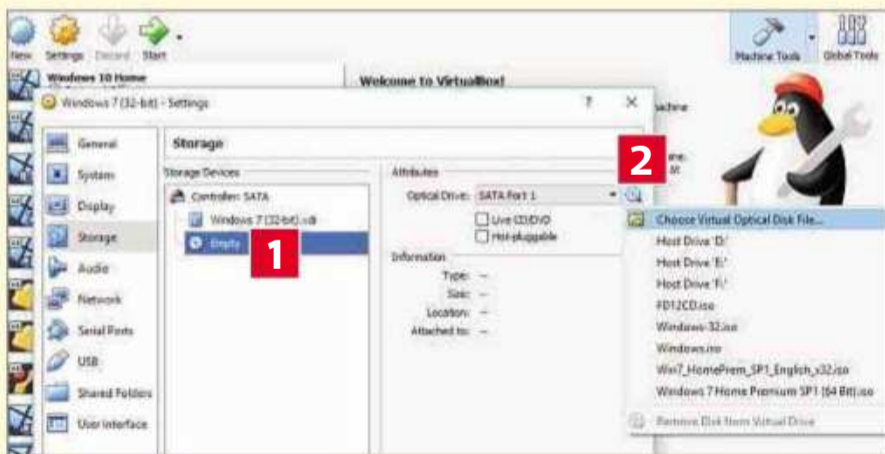 New Settings Discard Start
Machine Tools Global Tools
Windows 10 Home
Welcome to VirtualBox!
Windows 7 (32-bit) - Settings ? ×
machine
General
System
Display
Storage
Audio
Network
Serial Ports
USB
Shared Folders
User Interface
Storage
Storage Devices
Controller: SATA
Windows 7 (32-bit).vdi
Empty
1
Attributes
2
Optical Drive: SATA Port 1
Live CD/DVD
Hot-pluggable
Information
Type: --
Size: --
Location: --
Attached to: --
Choose Virtual Optical Disk File...
Host Drive 'D:'
Host Drive 'E:'
Host Drive 'F:'
FD12CD.iso
Windows-32.iso
Windows.iso
Win7_HomePrem_SP1_English_x32.iso
Windows 7 Home Premium SP1 (64 Bit).iso
Remove Disk from Virtual Drive